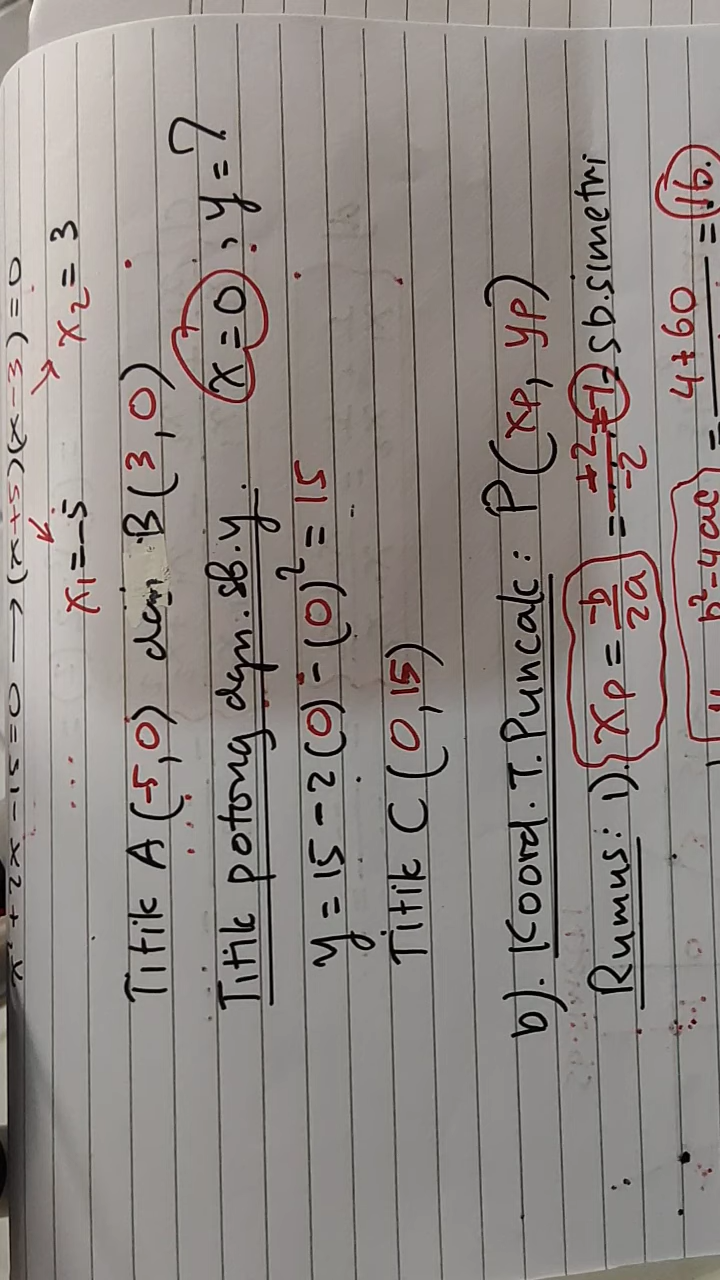 x² + 2x - 15 = 0 → (x+5)(x-3) = 0
x₁ = -5 x₂ = 3
Titik A (-5, 0) dgn B (3, 0)
Titik potong dgn. sb. y. (x = 0), y = ?
y = 15 - 2(0) - (0)² = 15
Titik C (0, 15)
b). Koord. T. Puncak : P (xp, yp)
Rumus : 1). xp = -b/2a = +2/-2 = -1 = sb. simetri
b² - 4ac = 4 + 60 = 16.